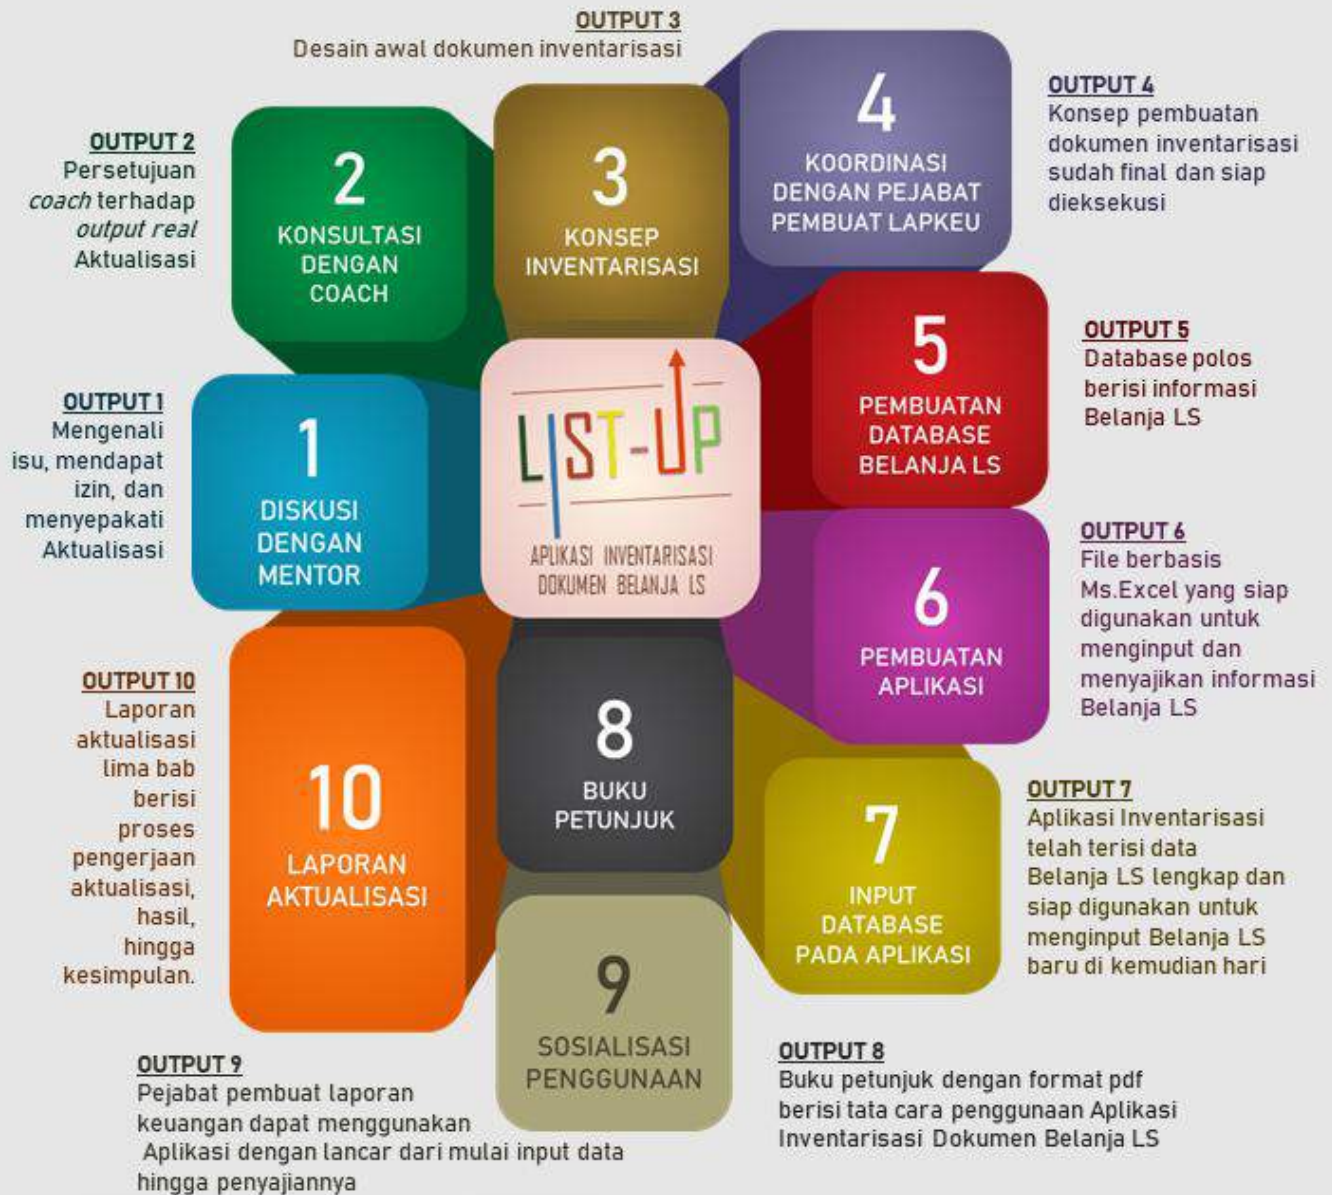 OUTPUT 1
Mengenali
isu, mendapat
izin, dan
menyepakati
Aktualisasi
1
DISKUSI
DENGAN
MENTOR
OUTPUT 2
Persetujuan
coach terhadap
output real
Aktualisasi
2
KONSULTASI
DENGAN
COACH
OUTPUT 3
Desain awal dokumen inventarisasi
3
KONSEP
INVENTARISASI
4
KOORDINASI
DENGAN PEJABAT
PEMBUAT LAPKEU
OUTPUT 4
Konsep pembuatan
dokumen inventarisasi
sudah final dan siap
dieksekusi
LIST-UP
APLIKASI INVENTARISASI
DOKUMEN BELANJA LS
5
PEMBUATAN
DATABASE
BELANJA LS
OUTPUT 5
Database polos
berisi informasi
Belanja LS
6
PEMBUATAN
APLIKASI
OUTPUT 6
File berbasis
Ms.Excel yang siap
digunakan untuk
menginput dan
menyajikan informasi
Belanja LS
7
INPUT
DATABASE
PADA APLIKASI
OUTPUT 7
Aplikasi Inventarisasi
telah terisi data
Belanja LS lengkap dan
siap digunakan untuk
menginput Belanja LS
baru di kemudian hari
8
BUKU
PETUNJUK
OUTPUT 8
Buku petunjuk dengan format pdf
berisi tata cara penggunaan Aplikasi
Inventarisasi Dokumen Belanja LS
9
SOSIALISASI
PENGGUNAAN
OUTPUT 9
Pejabat pembuat laporan
keuangan dapat menggunakan
Aplikasi dengan lancar dari mulai input data
hingga penyajiannya
10
LAPORAN
AKTUALISASI
OUTPUT 10
Laporan
aktualisasi
lima bab
berisi
proses
pengerjaan
aktualisasi,
hasil,
hingga
kesimpulan.